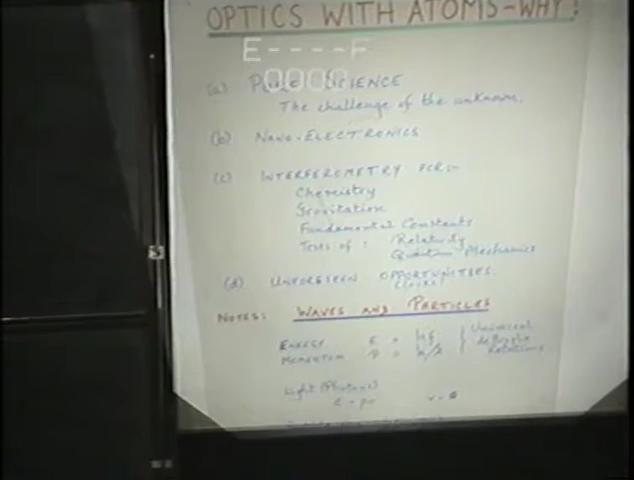 OPTICS WITH ATOMS - WHY?
E-----F
0000
(a) PURE SCIENCE
The challenge of the unknown.
(b) NANO-ELECTRONICS
(c) INTERFEROMETRY FOR:-
Chemistry
Gravitation
Fundamental Constants
Tests of: Relativity
Quantum Mechanics
(d) UNFORESEEN OPPORTUNITIES.
NOTES: WAVES AND PARTICLES
ENERGY E = hf } Universal
MOMENTUM p = h/λ de Broglie
Relations
Light (Photons)